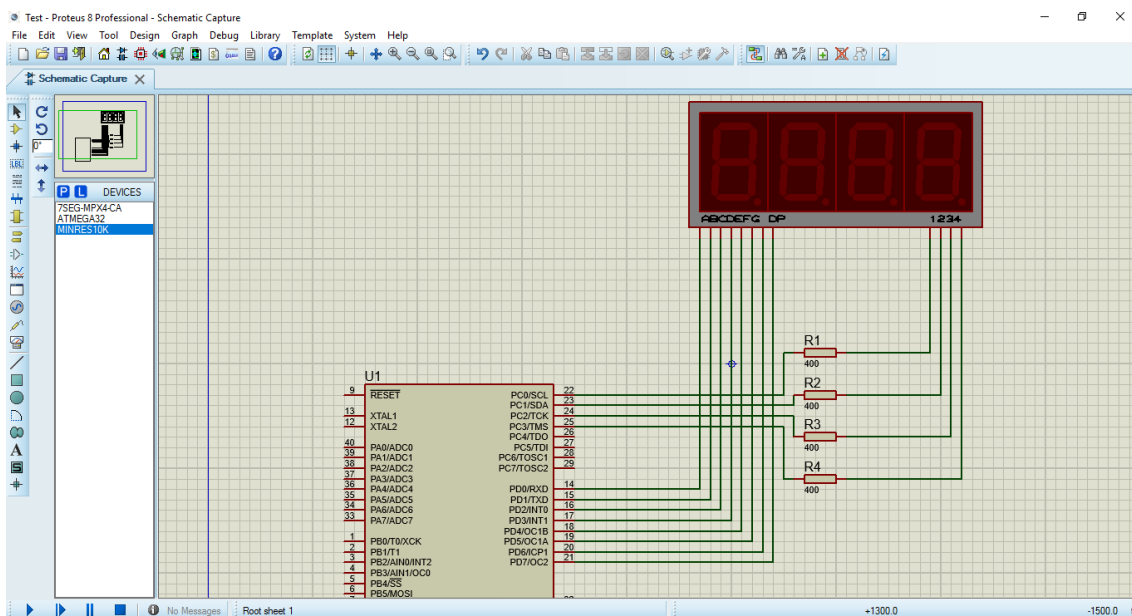 Test - Proteus 8 Professional - Schematic Capture
File Edit View Tool Design Graph Debug Library Template System Help
Schematic Capture
0°
LBL
P L DEVICES
7SEG-MPX4-CA
ATMEGA32
MINRES10K
A
S
ABCDEFG DP 1234
R1
400
R2
400
R3
400
R4
400
U1
9 RESET PC0/SCL 22
PC1/SDA 23
13 XTAL1 PC2/TCK 24
12 XTAL2 PC3/TMS 25
PC4/TDO 26
40 PA0/ADC0 PC5/TDI 27
39 PA1/ADC1 PC6/TOSC1 28
38 PA2/ADC2 PC7/TOSC2 29
37 PA3/ADC3
36 PA4/ADC4 PD0/RXD 14
35 PA5/ADC5 PD1/TXD 15
34 PA6/ADC6 PD2/INT0 16
33 PA7/ADC7 PD3/INT1 17
PD4/OC1B 18
1 PB0/T0/XCK PD5/OC1A 19
2 PB1/T1 PD6/ICP1 20
3 PB2/AIN0/INT2 PD7/OC2 21
4 PB3/AIN1/OC0
5 PB4/SS
6 PB5/MOSI
No Messages Root sheet 1 +1300.0 -1500.0